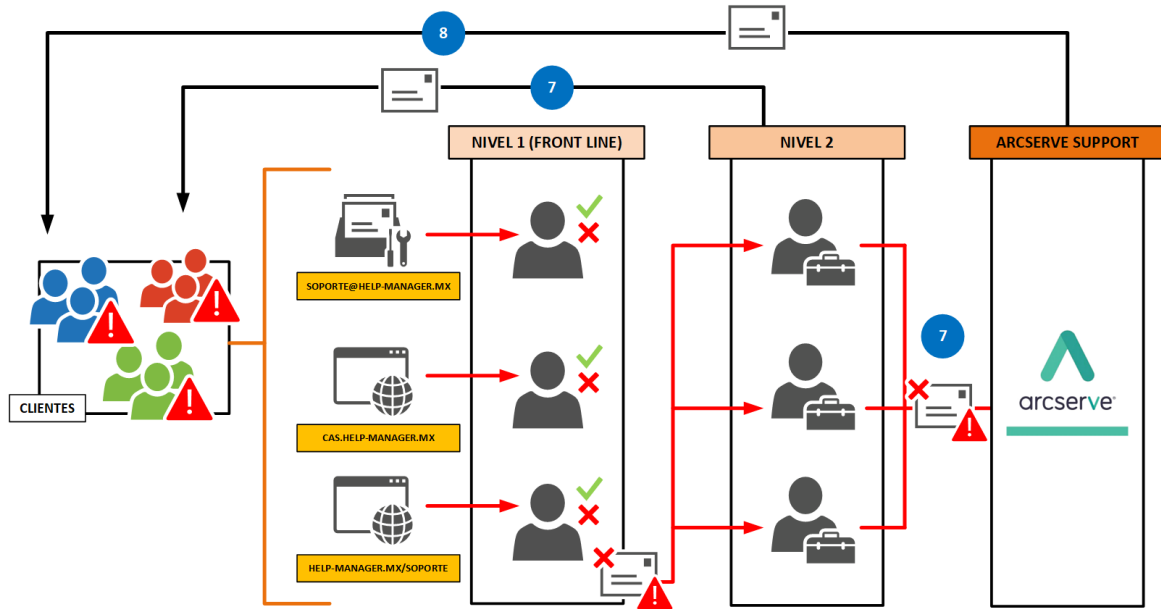 8
7
NIVEL 1 (FRONT LINE)
NIVEL 2
ARCSERVE SUPPORT
SOPORTE@HELP-MANAGER.MX
7
arcserve®
CLIENTES
CAS.HELP-MANAGER.MX
HELP-MANAGER.MX/SOPORTE